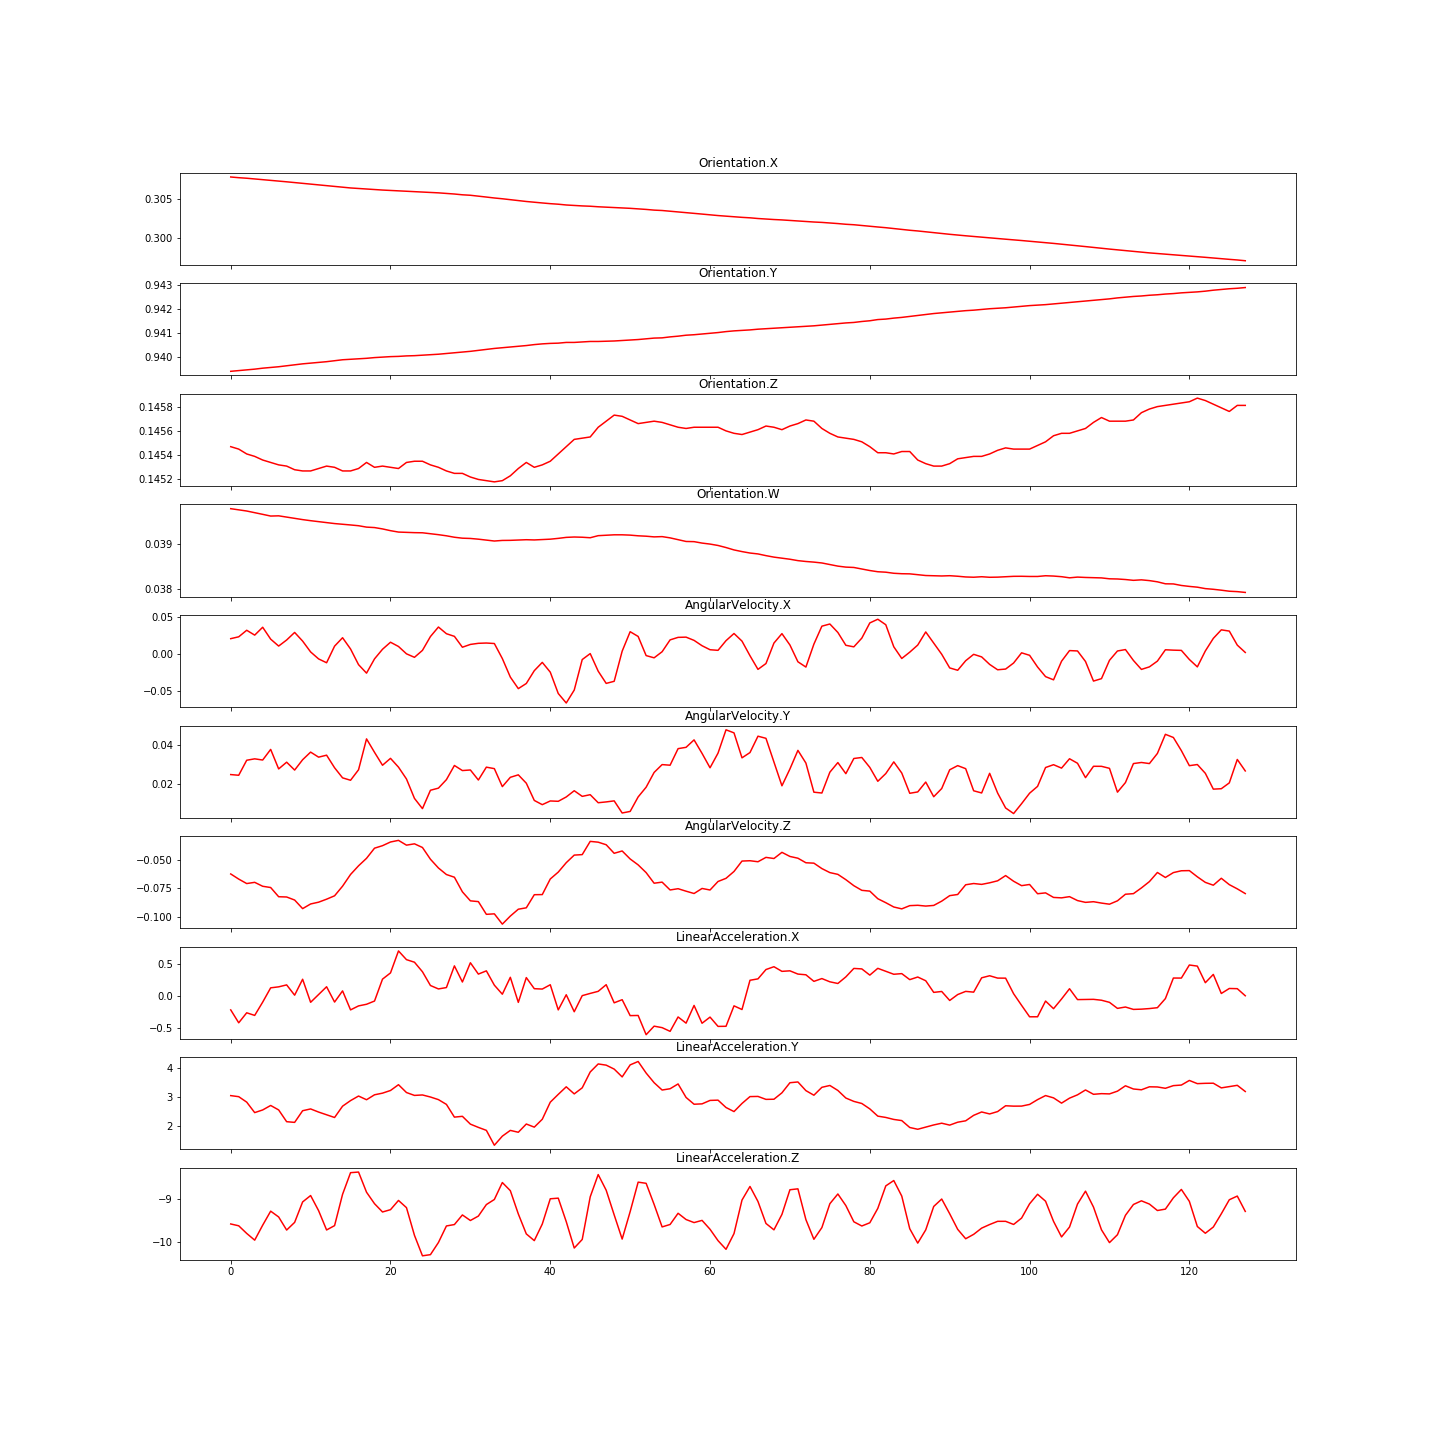 Orientation.X
0.305
0.300
Orientation.Y
0.943
0.942
0.941
0.940
Orientation.Z
0.1458
0.1456
0.1454
0.1452
Orientation.W
0.039
0.038
AngularVelocity.X
0.05
0.00
−0.05
AngularVelocity.Y
0.04
0.02
AngularVelocity.Z
−0.050
−0.075
−0.100
LinearAcceleration.X
0.5
0.0
−0.5
LinearAcceleration.Y
4
3
2
LinearAcceleration.Z
−9
−10
0 20 40 60 80 100 120